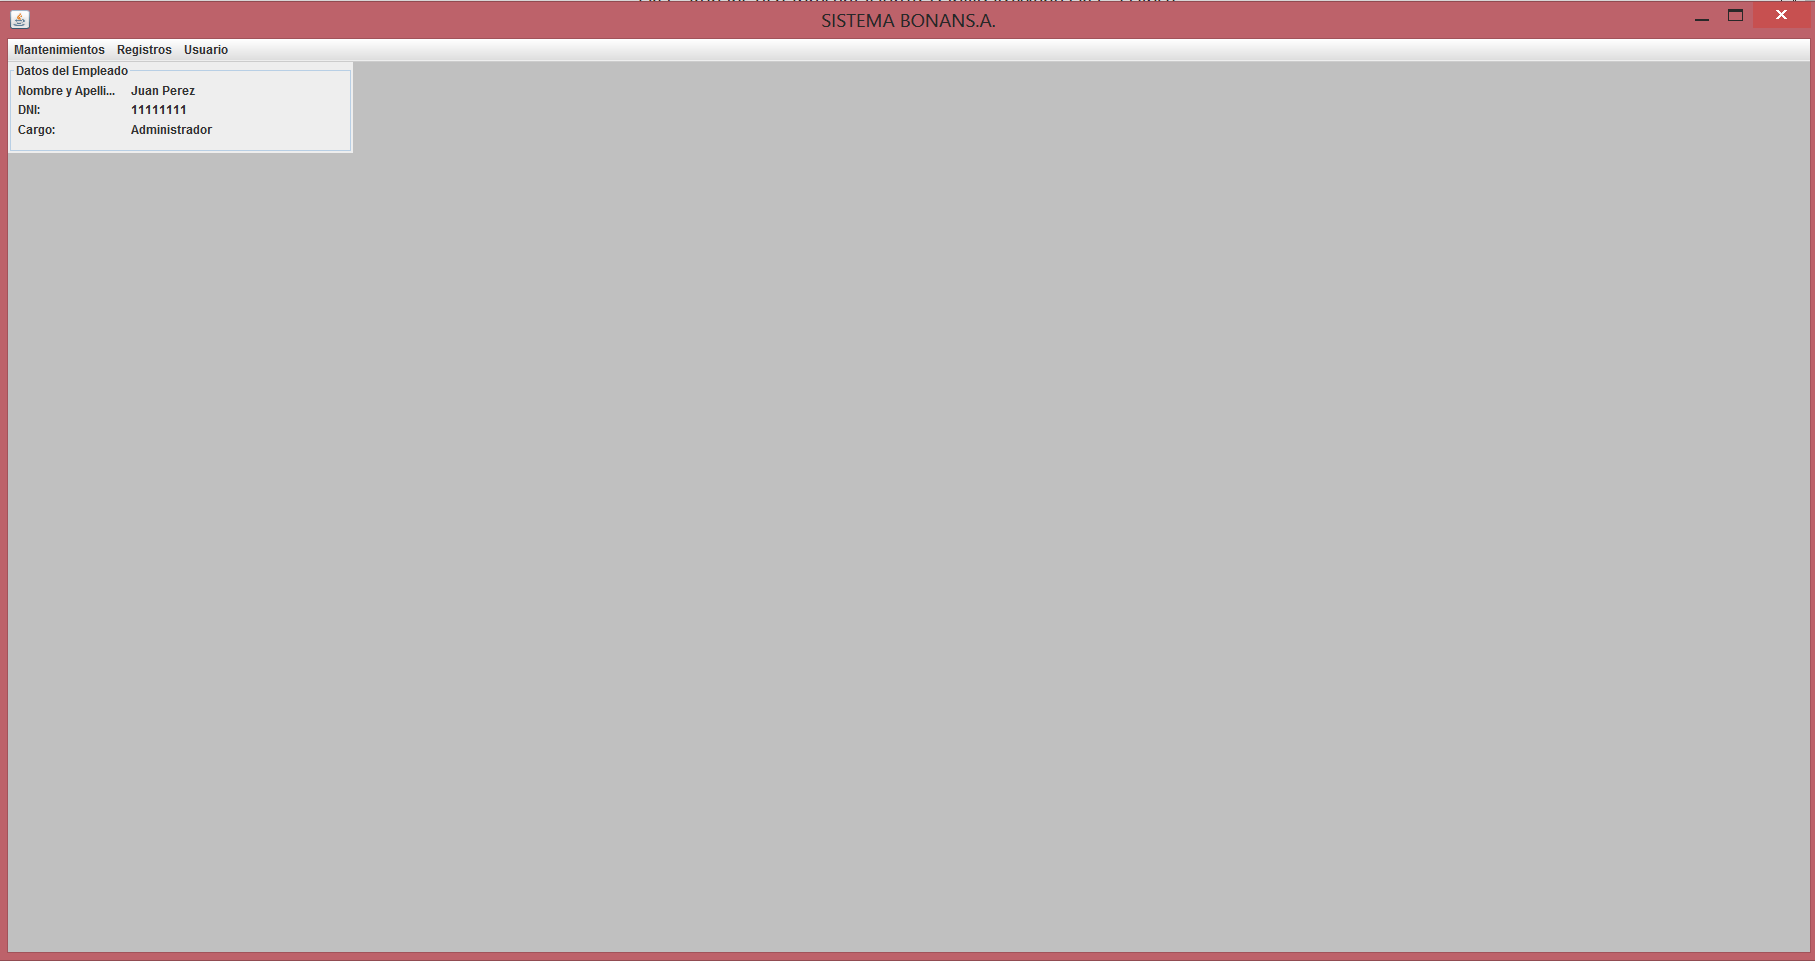 SISTEMA BONANS.A.
Mantenimientos Registros Usuario
Datos del Empleado
Nombre y Apelli... Juan Perez
DNI: 11111111
Cargo: Administrador